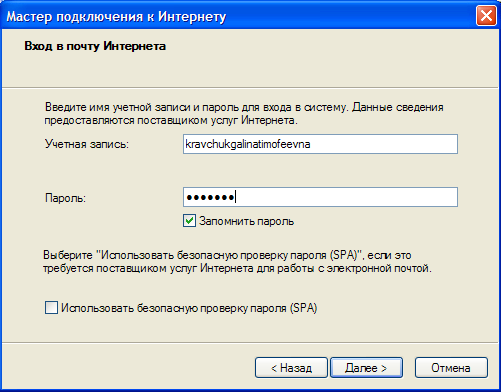 Мастер подключения к Интернету
Вход в почту Интернета
Введите имя учетной записи и пароль для входа в систему. Данные сведения
предоставляются поставщиком услуг Интернета.
Учетная запись: kravchukgalinatimofeevna
Пароль: •••••••
Запомнить пароль
Выберите "Использовать безопасную проверку пароля (SPA)", если это
требуется поставщиком услуг Интернета для работы с электронной почтой.
Использовать безопасную проверку пароля (SPA)
< Назад Далее > Отмена